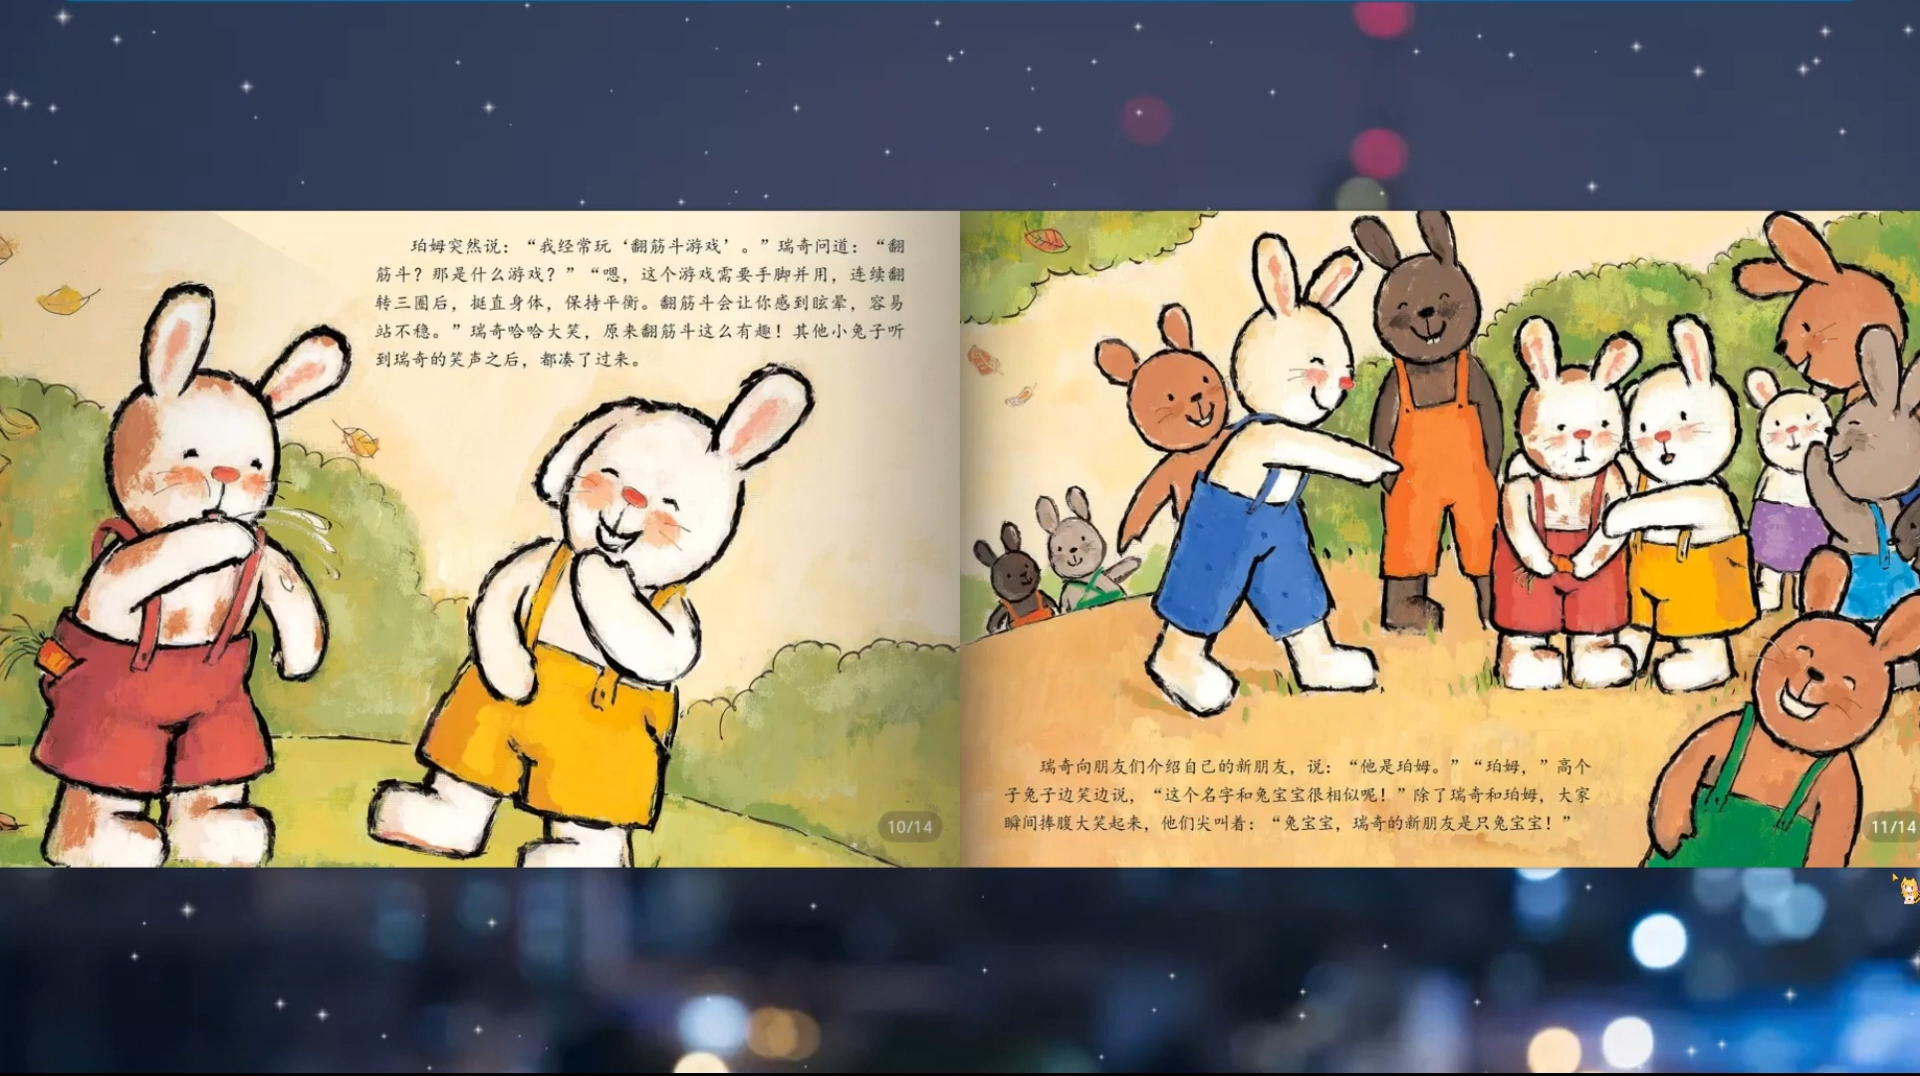 珀姆突然说：“我经常玩‘翻筋斗游戏’。”瑞奇问道：“翻
筋斗？那是什么游戏？”“嗯，这个游戏需要手脚并用，连续翻
转三圈后，挺直身体，保持平衡。翻筋斗会让你感到眩晕，容易
站不稳。”瑞奇哈哈大笑，原来翻筋斗这么有趣！其他小兔子听
到瑞奇的笑声之后，都凑了过来。
10/14
瑞奇向朋友们介绍自己的新朋友，说：“他是珀姆。”“珀姆，”高个
子兔子边笑边说，“这个名字和兔宝宝很相似呢！”除了瑞奇和珀姆，大家
瞬间捧腹大笑起来，他们尖叫着：“兔宝宝，瑞奇的新朋友是只兔宝宝！”
11/14